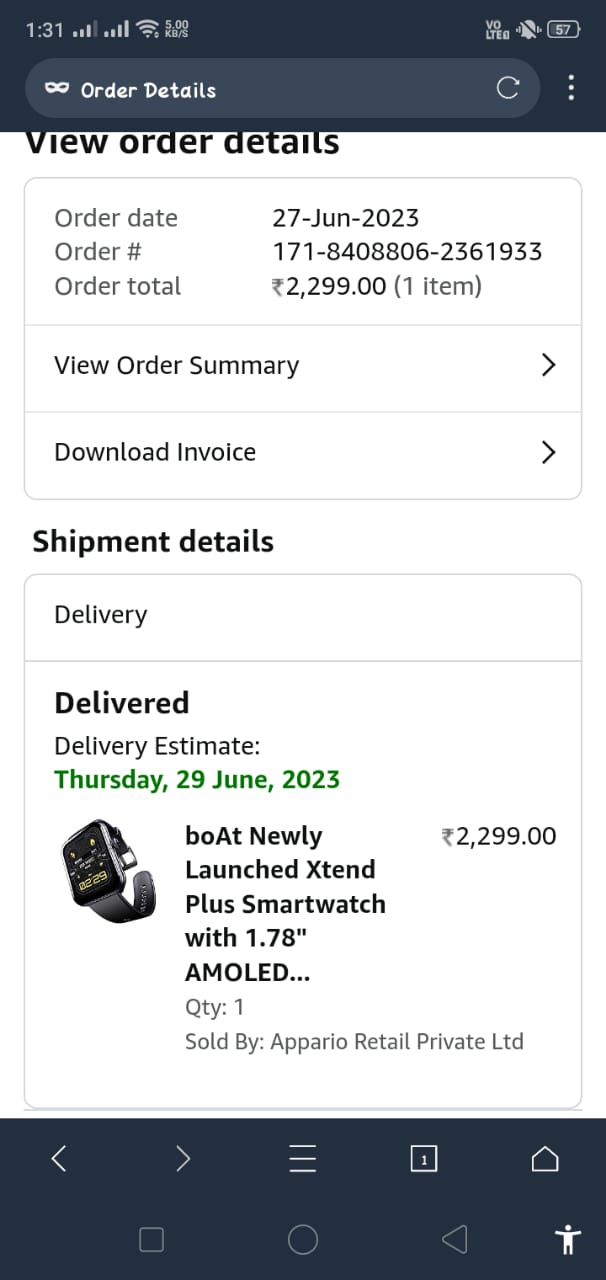 1:31 5.00 KB/S VO LTE 57
Order Details
View order details
Order date 27-Jun-2023
Order # 171-8408806-2361933
Order total ₹2,299.00 (1 item)
View Order Summary
Download Invoice
Shipment details
Delivery
Delivered
Delivery Estimate:
Thursday, 29 June, 2023
boAt Newly ₹2,299.00
Launched Xtend
Plus Smartwatch
with 1.78"
AMOLED...
Qty: 1
Sold By: Appario Retail Private Ltd
02:29
1